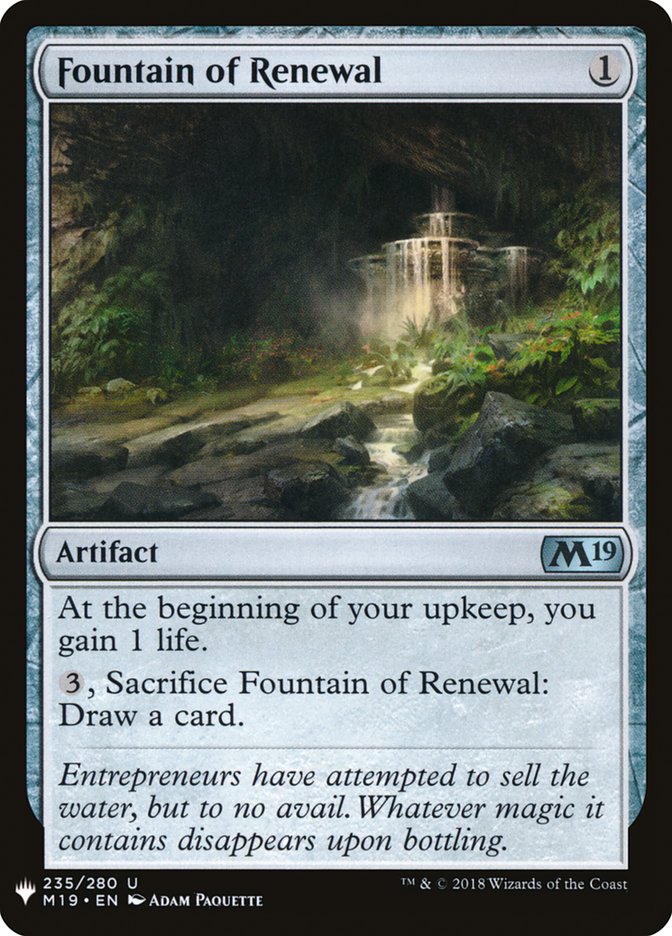 Fountain of Renewal 1
Artifact M19
At the beginning of your upkeep, you
gain 1 life.
3, Sacrifice Fountain of Renewal:
Draw a card.
Entrepreneurs have attempted to sell the
water, but to no avail. Whatever magic it
contains disappears upon bottling.
235/280 U
M19 • EN Adam Paquette
™ & © 2018 Wizards of the Coast